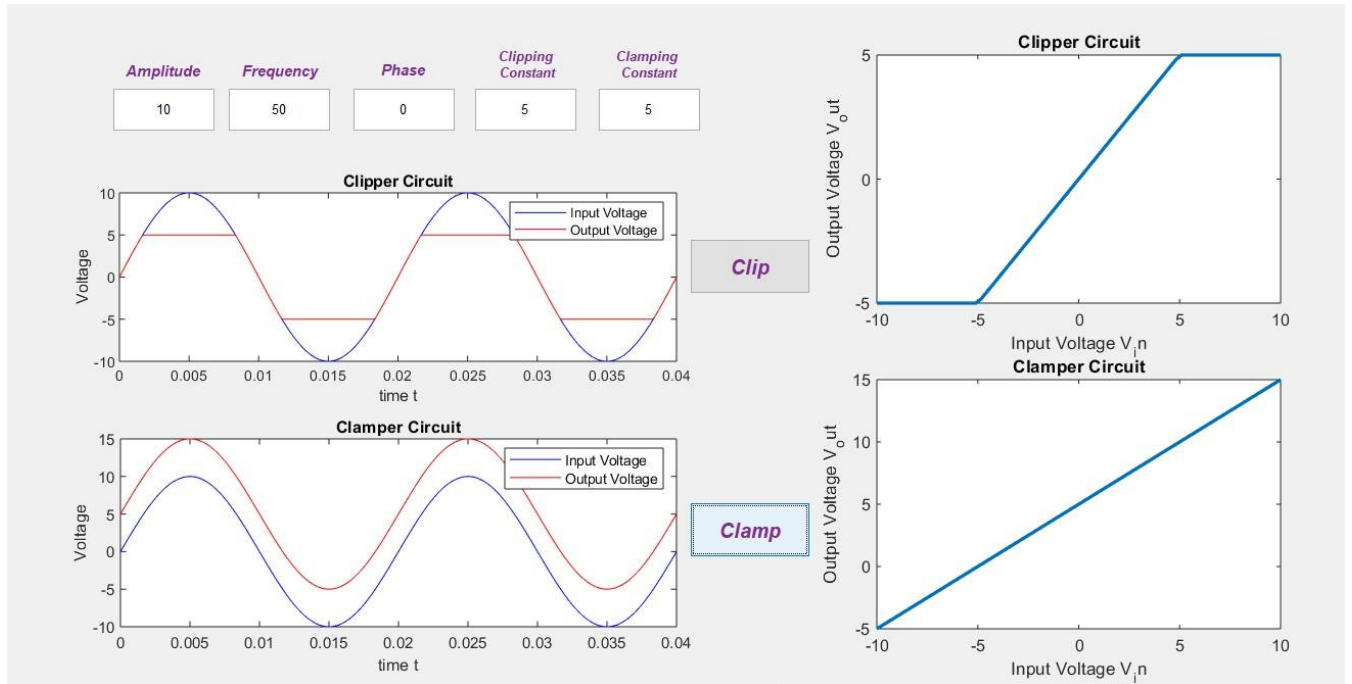 Amplitude
Frequency
Phase
Clipping
Constant
Clamping
Constant
10
50
0
5
5
Clipper Circuit
Voltage
10
5
0
-5
-10
Input Voltage
Output Voltage
0
0.005
0.01
0.015
0.02
0.025
0.03
0.035
0.04
time t
Clip
Clipper Circuit
Output Voltage V_out
5
0
-5
-10
-5
0
5
10
Input Voltage V_in
Clamper Circuit
Voltage
15
10
5
0
-5
-10
Input Voltage
Output Voltage
0
0.005
0.01
0.015
0.02
0.025
0.03
0.035
0.04
time t
Clamp
Clamper Circuit
Output Voltage V_out
15
10
5
0
-5
-10
-5
0
5
10
Input Voltage V_in